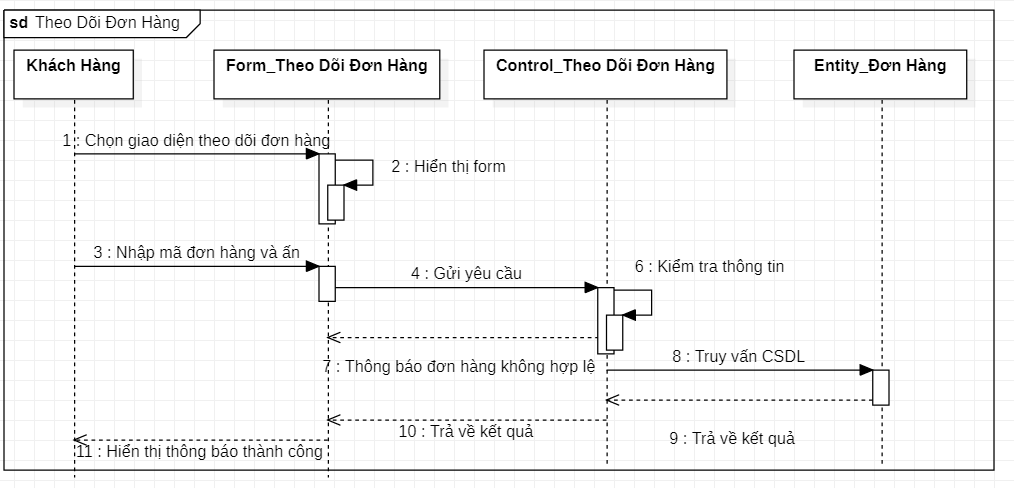 sd Theo Dõi Đơn Hàng
Khách Hàng
Form_Theo Dõi Đơn Hàng
Control_Theo Dõi Đơn Hàng
Entity_Đơn Hàng
1 : Chọn giao diện theo dõi đơn hàng
2 : Hiển thị form
3 : Nhập mã đơn hàng và ấn
4 : Gửi yêu cầu
6 : Kiểm tra thông tin
7 : Thông báo đơn hàng không hợp lệ
8 : Truy vấn CSDL
9 : Trả về kết quả
10 : Trả về kết quả
11 : Hiển thị thông báo thành công